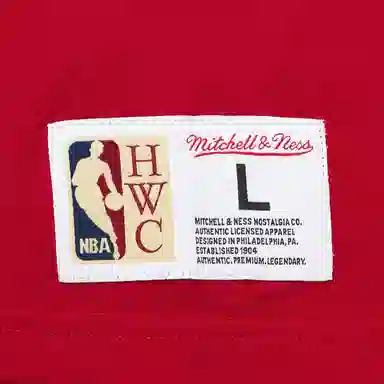 NBA
HWC
Mitchell & Ness
L
MITCHELL & NESS NOSTALGIA CO.
AUTHENTIC LICENSED APPAREL
DESIGNED IN PHILADELPHIA, PA.
ESTABLISHED 1904
AUTHENTIC. PREMIUM. LEGENDARY.